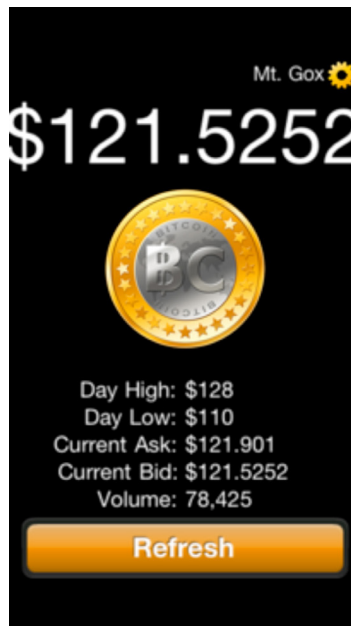 Mt. Gox
$121.5252
BITCOIN
BC
BITCOIN
Day High: $128
Day Low: $110
Current Ask: $121.901
Current Bid: $121.5252
Volume: 78,425
Refresh